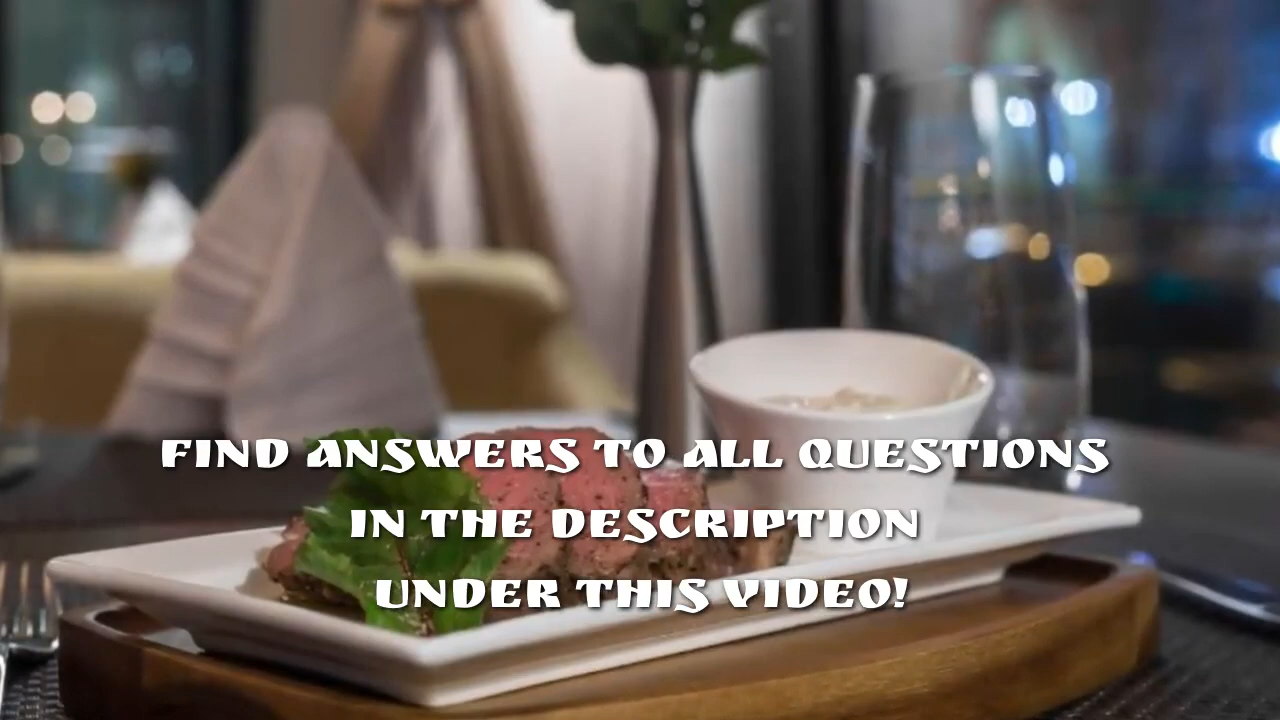 FIND ANSWERS TO ALL QUESTIONS
IN THE DESCRIPTION
UNDER THIS VIDEO!